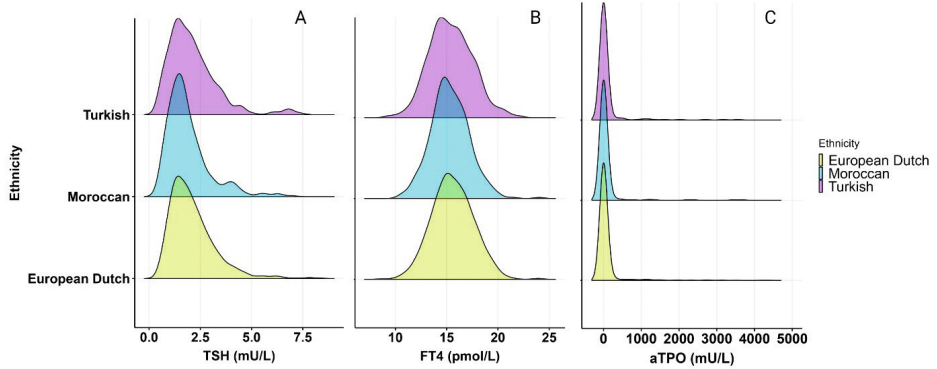 A
B
C
Ethnicity
Turkish
Moroccan
European Dutch
0.0 2.5 5.0 7.5
TSH (mU/L)
10 15 20 25
FT4 (pmol/L)
0 1000 2000 3000 4000 5000
aTPO (mU/L)
Ethnicity
European Dutch
Moroccan
Turkish